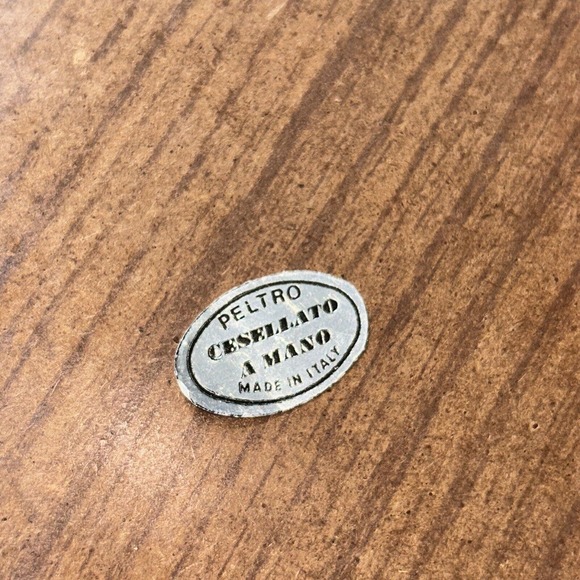 PELTRO
CESELLATO
A MANO
MADE IN ITALY